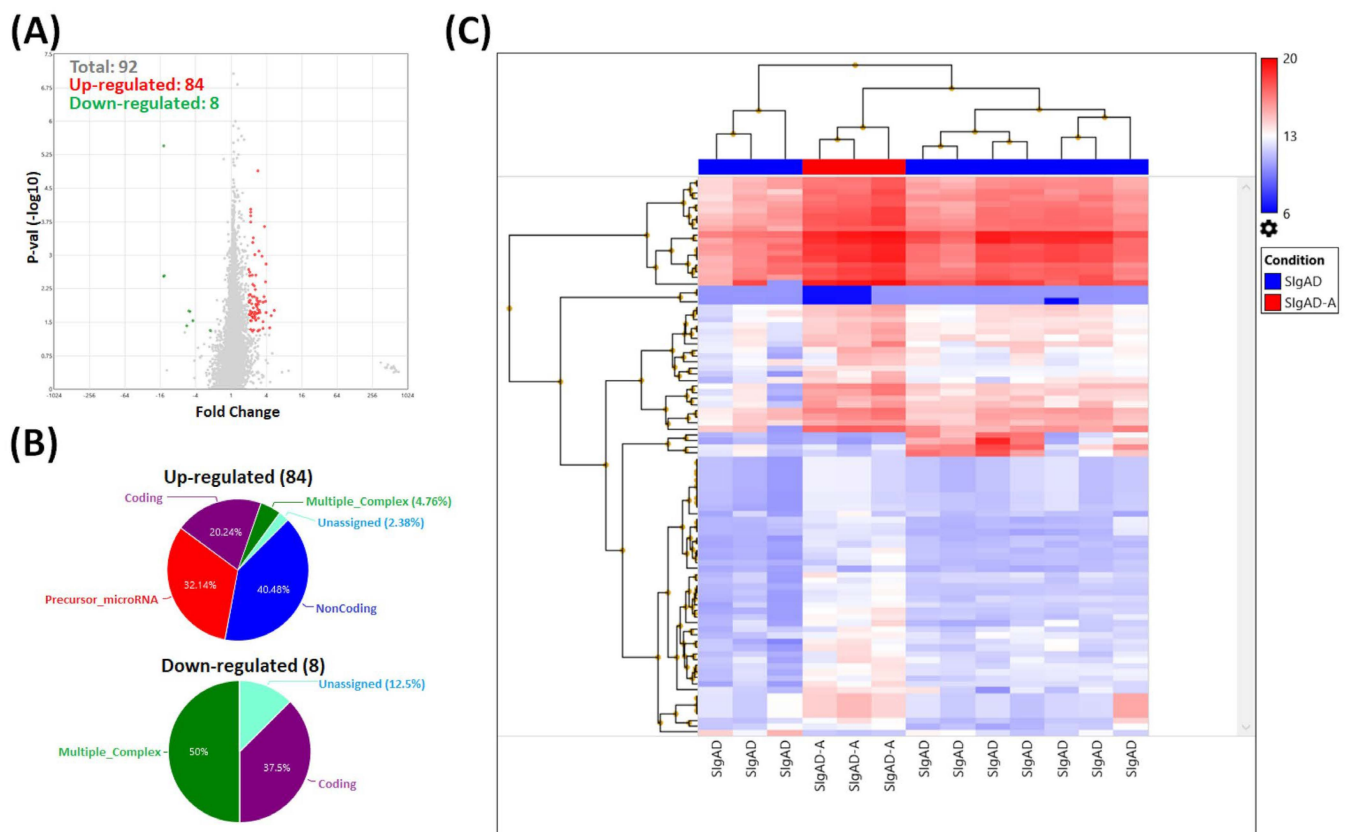 (A)
Total: 92
Up-regulated: 84
Down-regulated: 8
P-val (-log10)
7.5
6.75
6
5.25
4.5
3.75
3
2.25
1.5
0.75
0
-1024 -256 -64 -16 -4 1 4 16 64 256 1024
Fold Change
(B)
Up-regulated (84)
Coding
Multiple_Complex (4.76%)
Unassigned (2.38%)
20.24%
32.14%
40.48%
Precursor_microRNA
NonCoding
Down-regulated (8)
Unassigned (12.5%)
Multiple_Complex
50%
37.5%
Coding
(C)
20
13
6
Condition
SIgAD
SIgAD-A
SIgAD
SIgAD
SIgAD
SIgAD-A
SIgAD-A
SIgAD-A
SIgAD
SIgAD
SIgAD
SIgAD
SIgAD
SIgAD
SIgAD